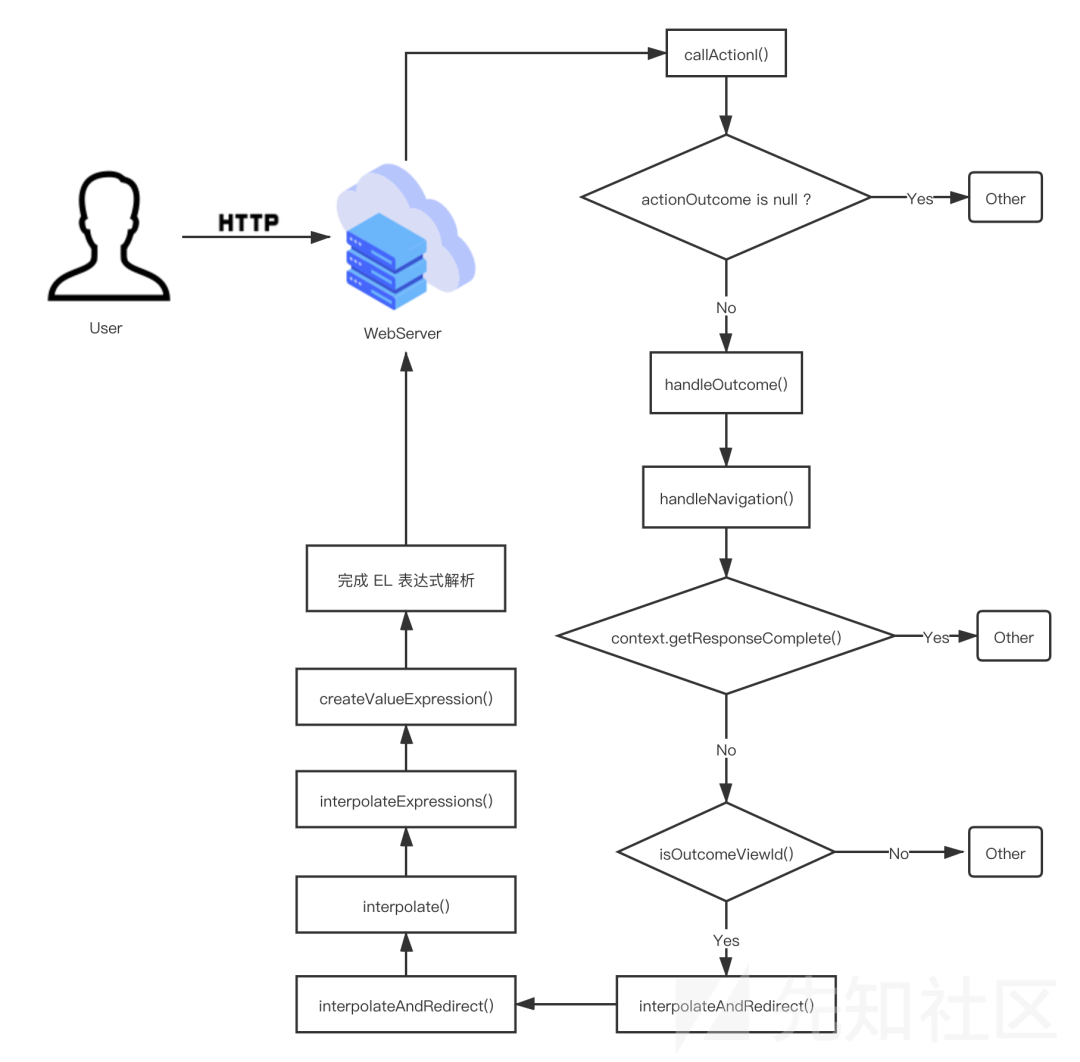 callActionl()
actionOutcome is null ?
Yes
Other
HTTP
User
WebServer
No
handleOutcome()
handleNavigation()
完成 EL 表达式解析
context.getResponseComplete()
Yes
Other
createValueExpression()
No
interpolateExpressions()
isOutcomeViewId()
No
Other
interpolate()
Yes
interpolateAndRedirect()
interpolateAndRedirect()
先知社区